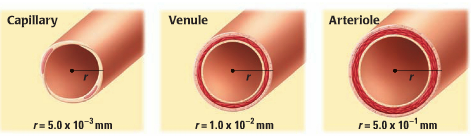 Capillary
r
r = 5.0 x 10⁻³ mm
Venule
r
r = 1.0 x 10⁻² mm
Arteriole
r
r = 5.0 x 10⁻¹ mm